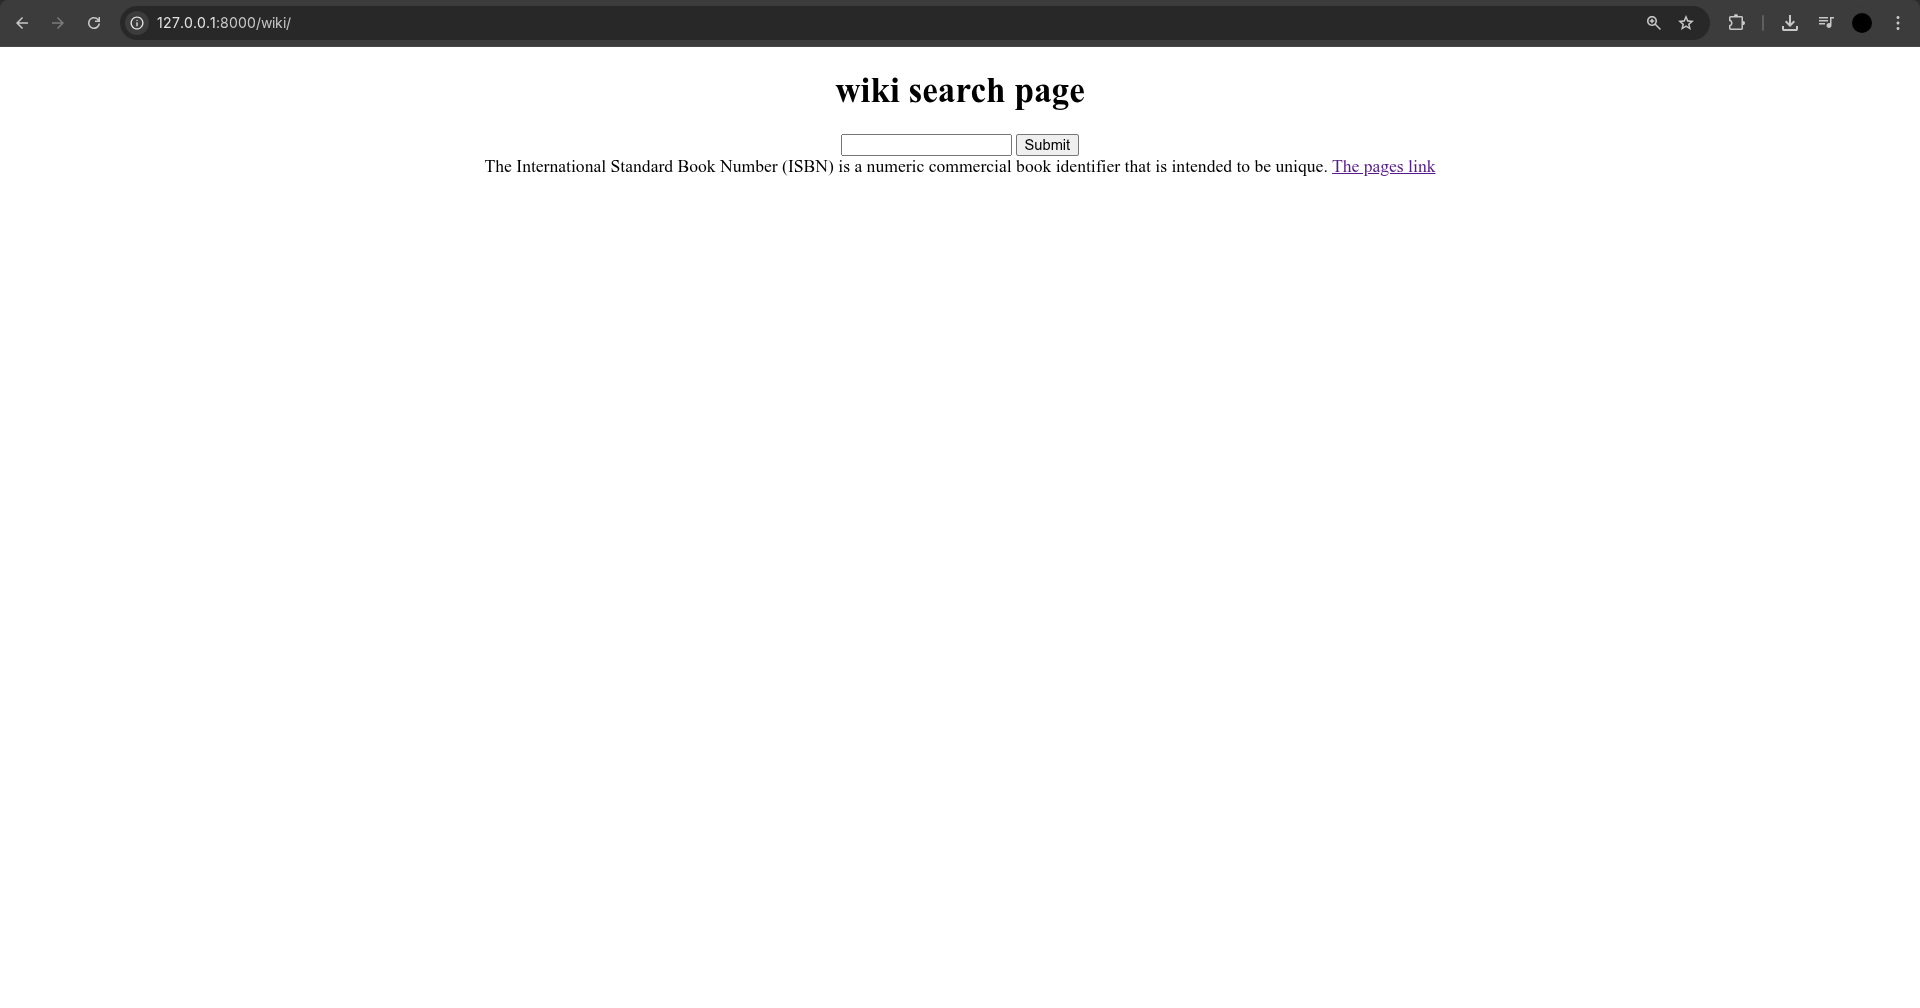 127.0.0.1:8000/wiki/
wiki search page
Submit
The International Standard Book Number (ISBN) is a numeric commercial book identifier that is intended to be unique. The pages link